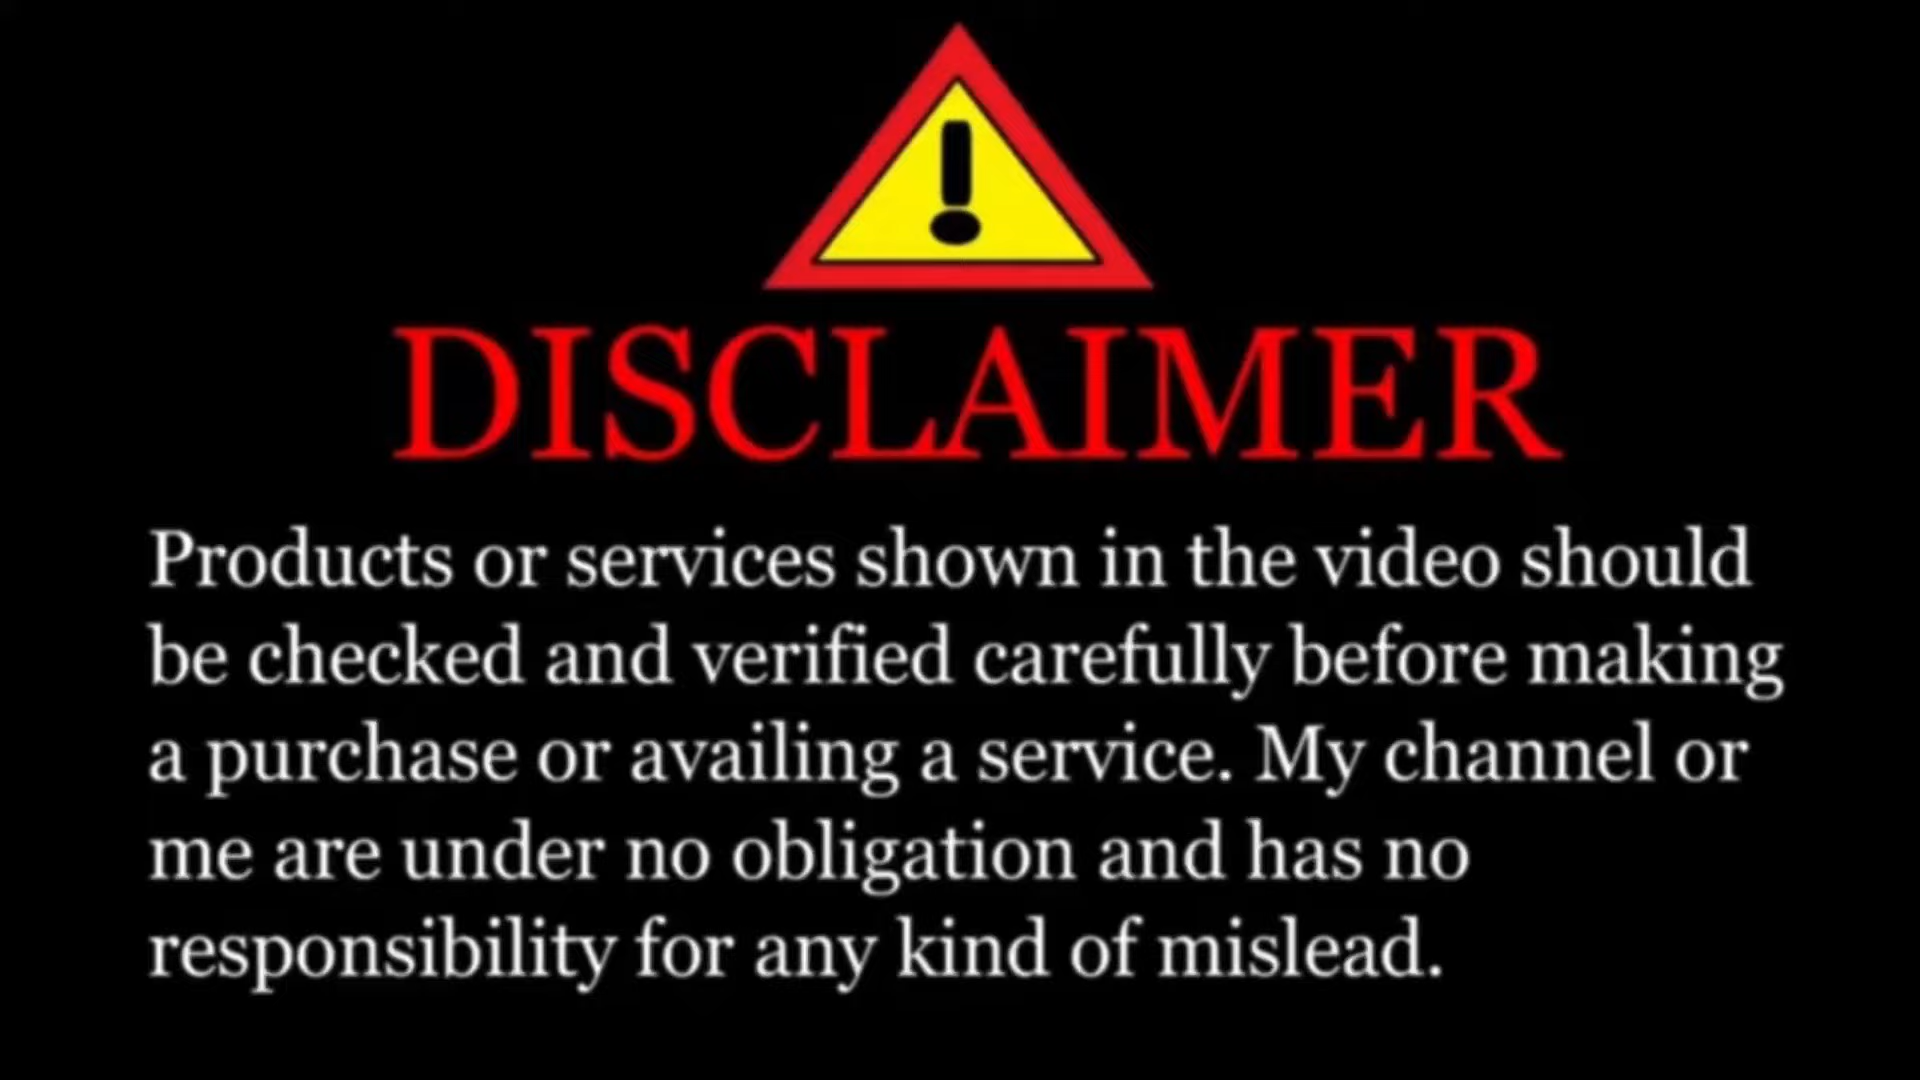 DISCLAIMER
Products or services shown in the video should
be checked and verified carefully before making
a purchase or availing a service. My channel or
me are under no obligation and has no
responsibility for any kind of mislead.